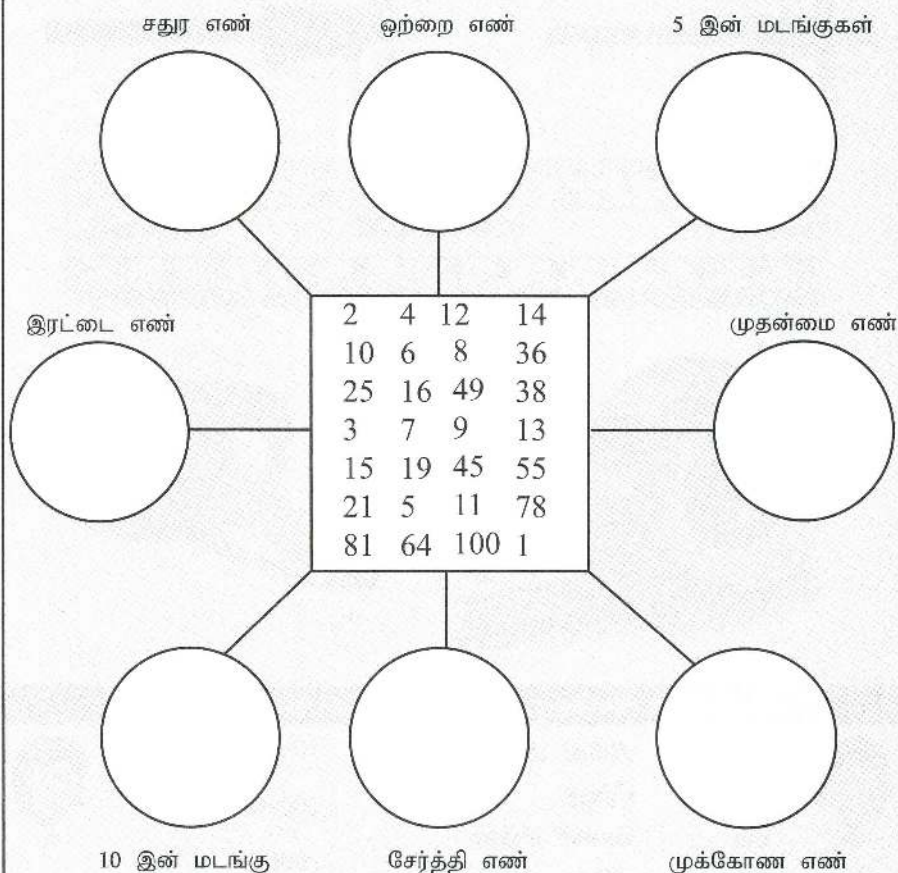 சதுர எண் ஒற்றை எண் 5 இன் மடங்குகள்
இரட்டை எண் முதன்மை எண்
2 4 12 14
10 6 8 36
25 16 49 38
3 7 9 13
15 19 45 55
21 5 11 78
81 64 100 1
10 இன் மடங்கு சேர்த்தி எண் முக்கோண எண்